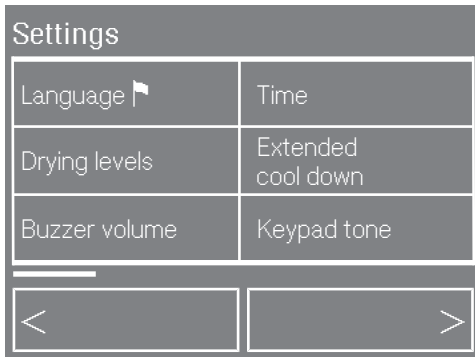 Settings
Language
Time
Drying levels
Extended
cool down
Buzzer volume
Keypad tone
<
>